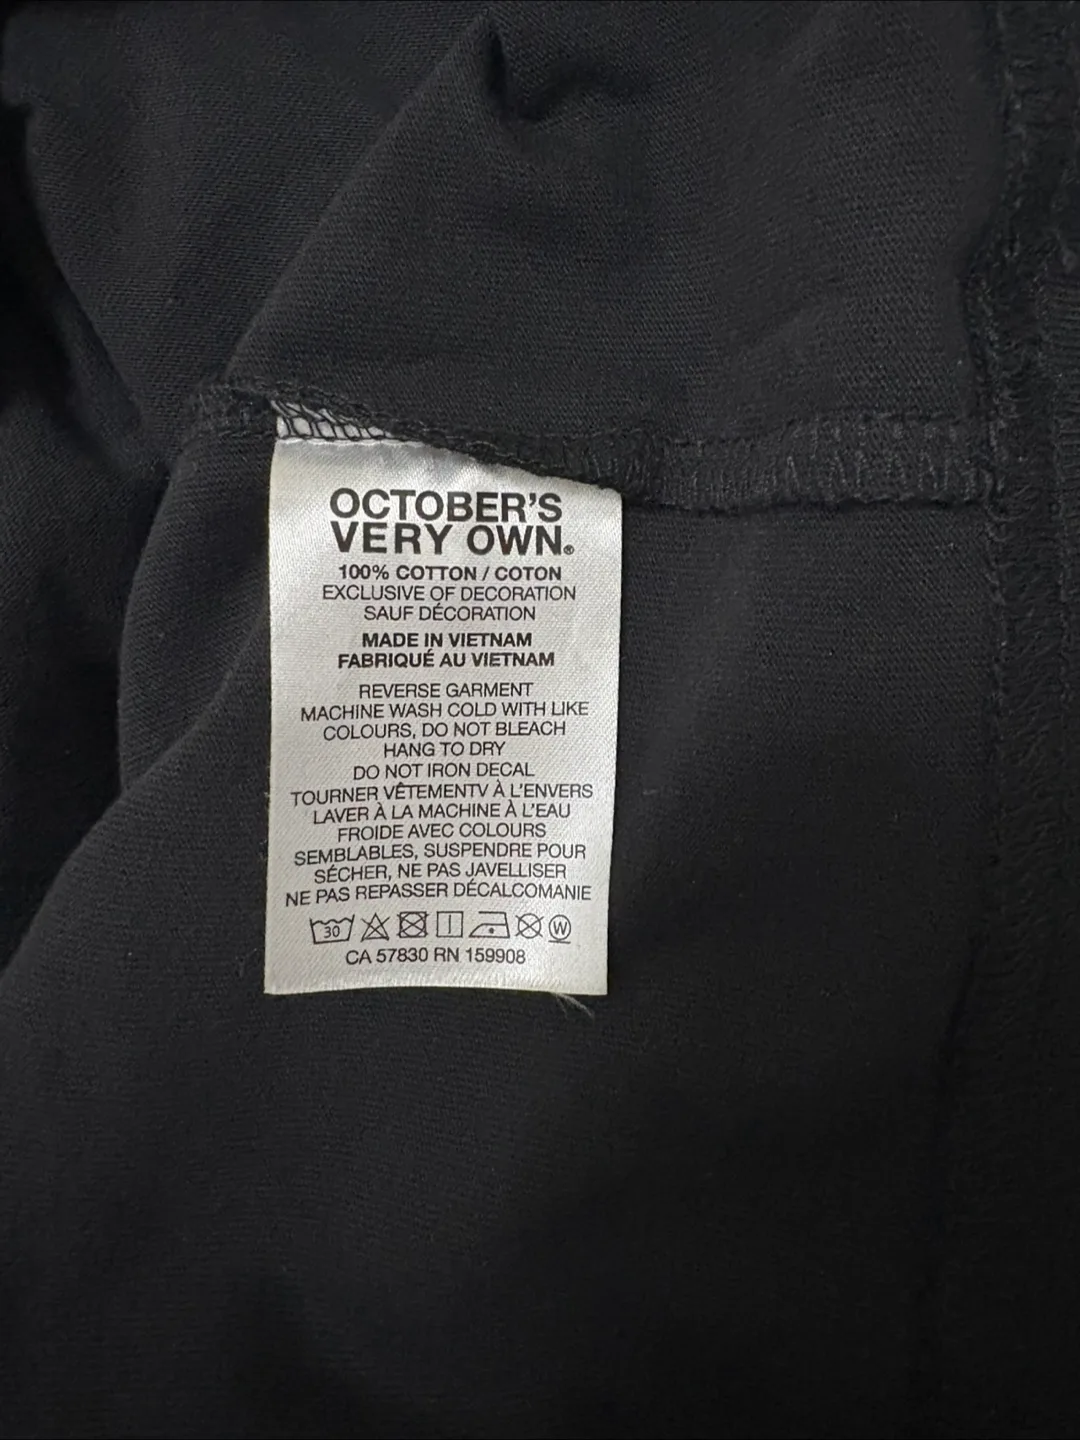 OCTOBER'S
VERY OWN®
100% COTTON / COTON
EXCLUSIVE OF DECORATION
SAUF DÉCORATION
MADE IN VIETNAM
FABRIQUÉ AU VIETNAM
REVERSE GARMENT
MACHINE WASH COLD WITH LIKE
COLOURS, DO NOT BLEACH
HANG TO DRY
DO NOT IRON DECAL
TOURNER VÊTEMENTV À L'ENVERS
LAVER À LA MACHINE À L'EAU
FROIDE AVEC COLOURS
SEMBLABLES, SUSPENDRE POUR
SÉCHER, NE PAS JAVELLISER
NE PAS REPASSER DÉCALCOMANIE
30 W
CA 57830 RN 159908